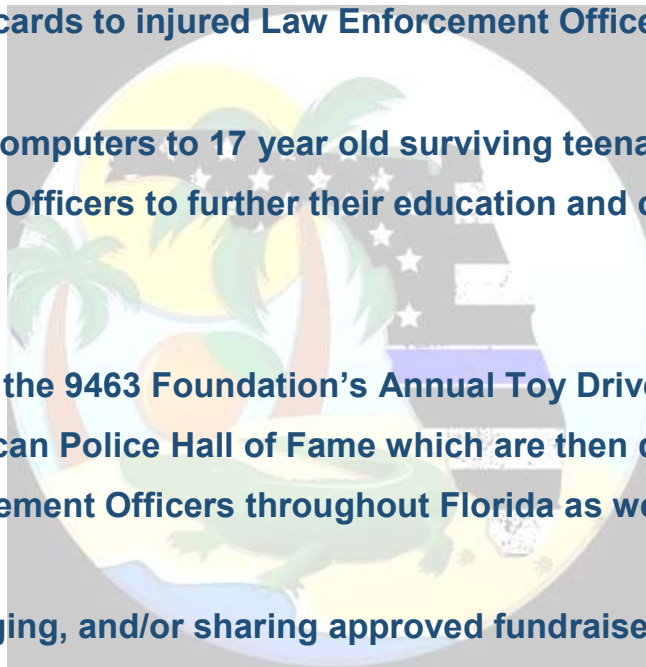 cards to injured Law Enforcement Office
omputers to 17 year old surviving teena
Officers to further their education and c
the 9463 Foundation’s Annual Toy Drive
can Police Hall of Fame which are then d
ement Officers throughout Florida as we
ging, and/or sharing approved fundraise